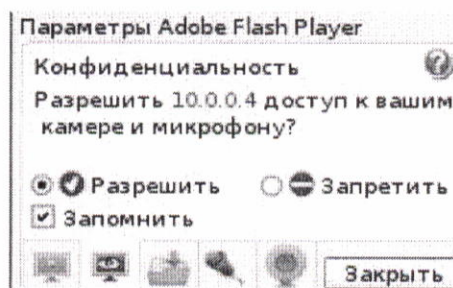 Параметры Adobe Flash Player
Конфиденциальность
Разрешить 10.0.0.4 доступ к вашим
камере и микрофону?
Разрешить
Запретить
Запомнить
Закрыть